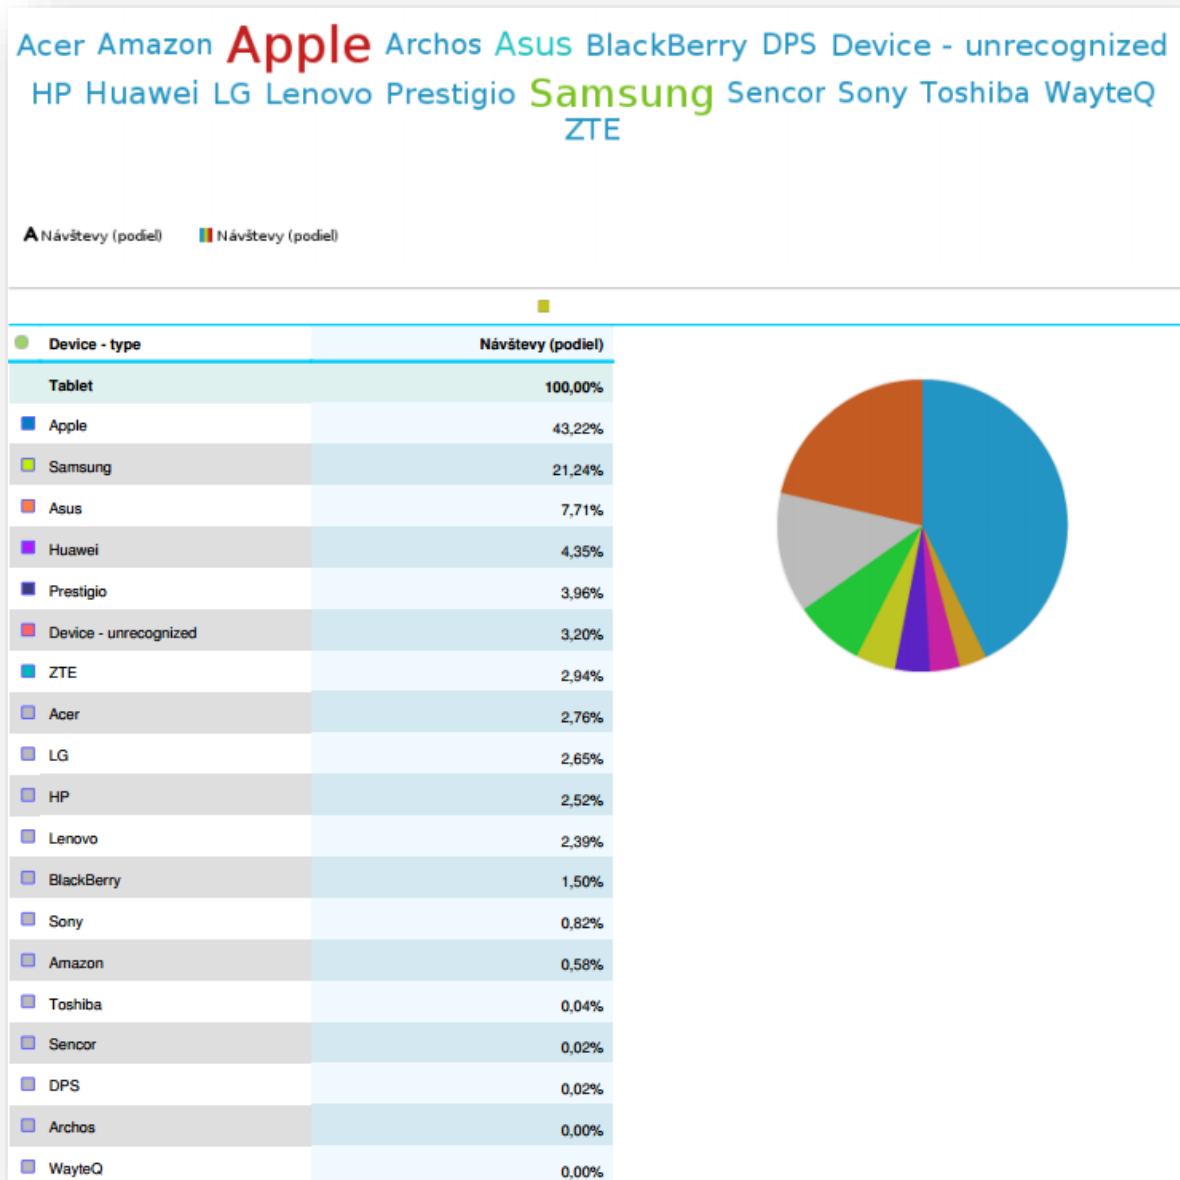 Acer Amazon Apple Archos Asus BlackBerry DPS Device - unrecognized
HP Huawei LG Lenovo Prestigio Samsung Sencor Sony Toshiba WayteQ
ZTE
A Návštevy (podiel) Návštevy (podiel)
Device - type Návštevy (podiel)
Tablet 100,00%
Apple 43,22%
Samsung 21,24%
Asus 7,71%
Huawei 4,35%
Prestigio 3,96%
Device - unrecognized 3,20%
ZTE 2,94%
Acer 2,76%
LG 2,65%
HP 2,52%
Lenovo 2,39%
BlackBerry 1,50%
Sony 0,82%
Amazon 0,58%
Toshiba 0,04%
Sencor 0,02%
DPS 0,02%
Archos 0,00%
WayteQ 0,00%